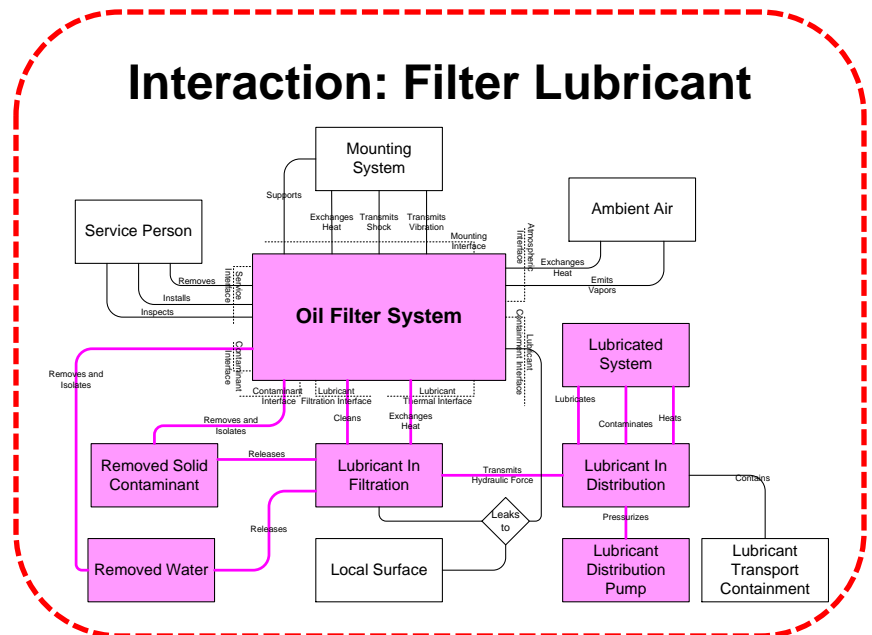 Interaction: Filter Lubricant
Mounting
System
Service Person
Ambient Air
Supports
Exchanges
Heat
Transmits
Shock
Transmits
Vibration
Mounting
Interface
Atmospheric
Interface
Exchanges
Heat
Emits
Vapors
Removes
Installs
Inspects
Service
Interface
Oil Filter System
Contaminant
Interface
Lubricant
Containment Interface
Removes and
Isolates
Contaminant
Interface
Lubricant
Filtration Interface
Lubricant
Thermal Interface
Lubricated
System
Removes and
Isolates
Cleans
Exchanges
Heat
Lubricates
Contaminates
Heats
Removed Solid
Contaminant
Releases
Lubricant In
Filtration
Transmits
Hydraulic Force
Lubricant In
Distribution
Contains
Releases
Leaks
to
Pressurizes
Removed Water
Local Surface
Lubricant
Distribution
Pump
Lubricant
Transport
Containment